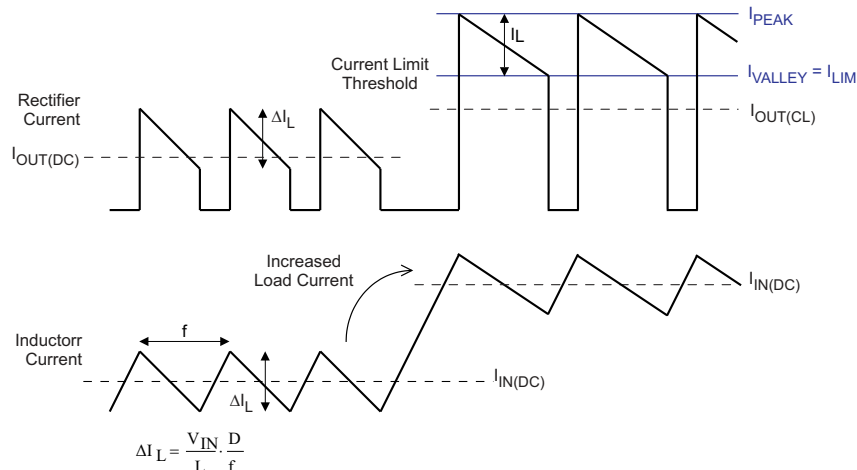 I_PEAK
I_L
Current Limit
Threshold
I_VALLEY = I_LIM
Rectifier
Current
ΔI_L
I_OUT(CL)
I_OUT(DC)
Increased
Load Current
I_IN(DC)
f
Inductorr
Current
I_IN(DC)
ΔI_L
ΔI_L = V_IN/L · D/f